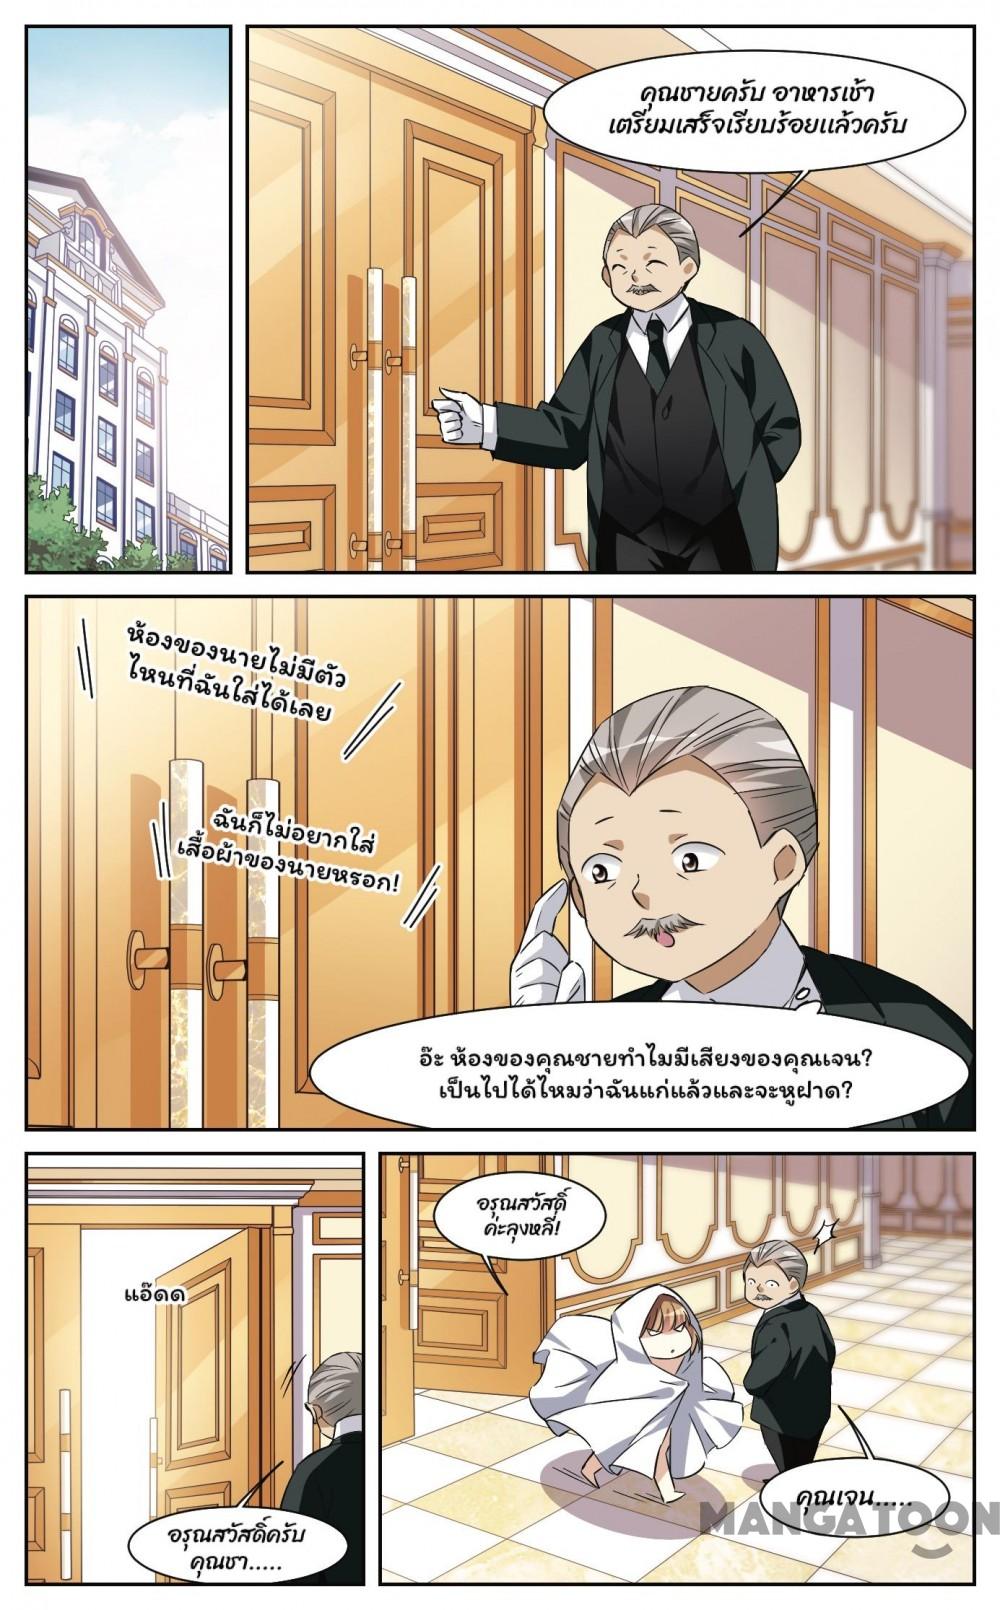 คุณชายครับ อาหารเช้า
เตรียมเสร็จเรียบร้อยแล้วครับ
ห้องของนายไม่มีตัว
ไหนที่ฉันใส่ได้เลย
ฉันก็ไม่อยากใส่
เสื้อผ้าของนายหรอก!
อ๊ะ ห้องของคุณชายทำไมมีเสียงของคุณเจน?
เป็นไปได้ไหมว่าฉันแก่แล้วและจะหูฝาด?
แอ๊ดด
อรุณสวัสดิ์ครับ
คุณชา.....
อรุณสวัสดิ์
ค่ะลุงหลี่!
คุณเจน.....
MANGATOON